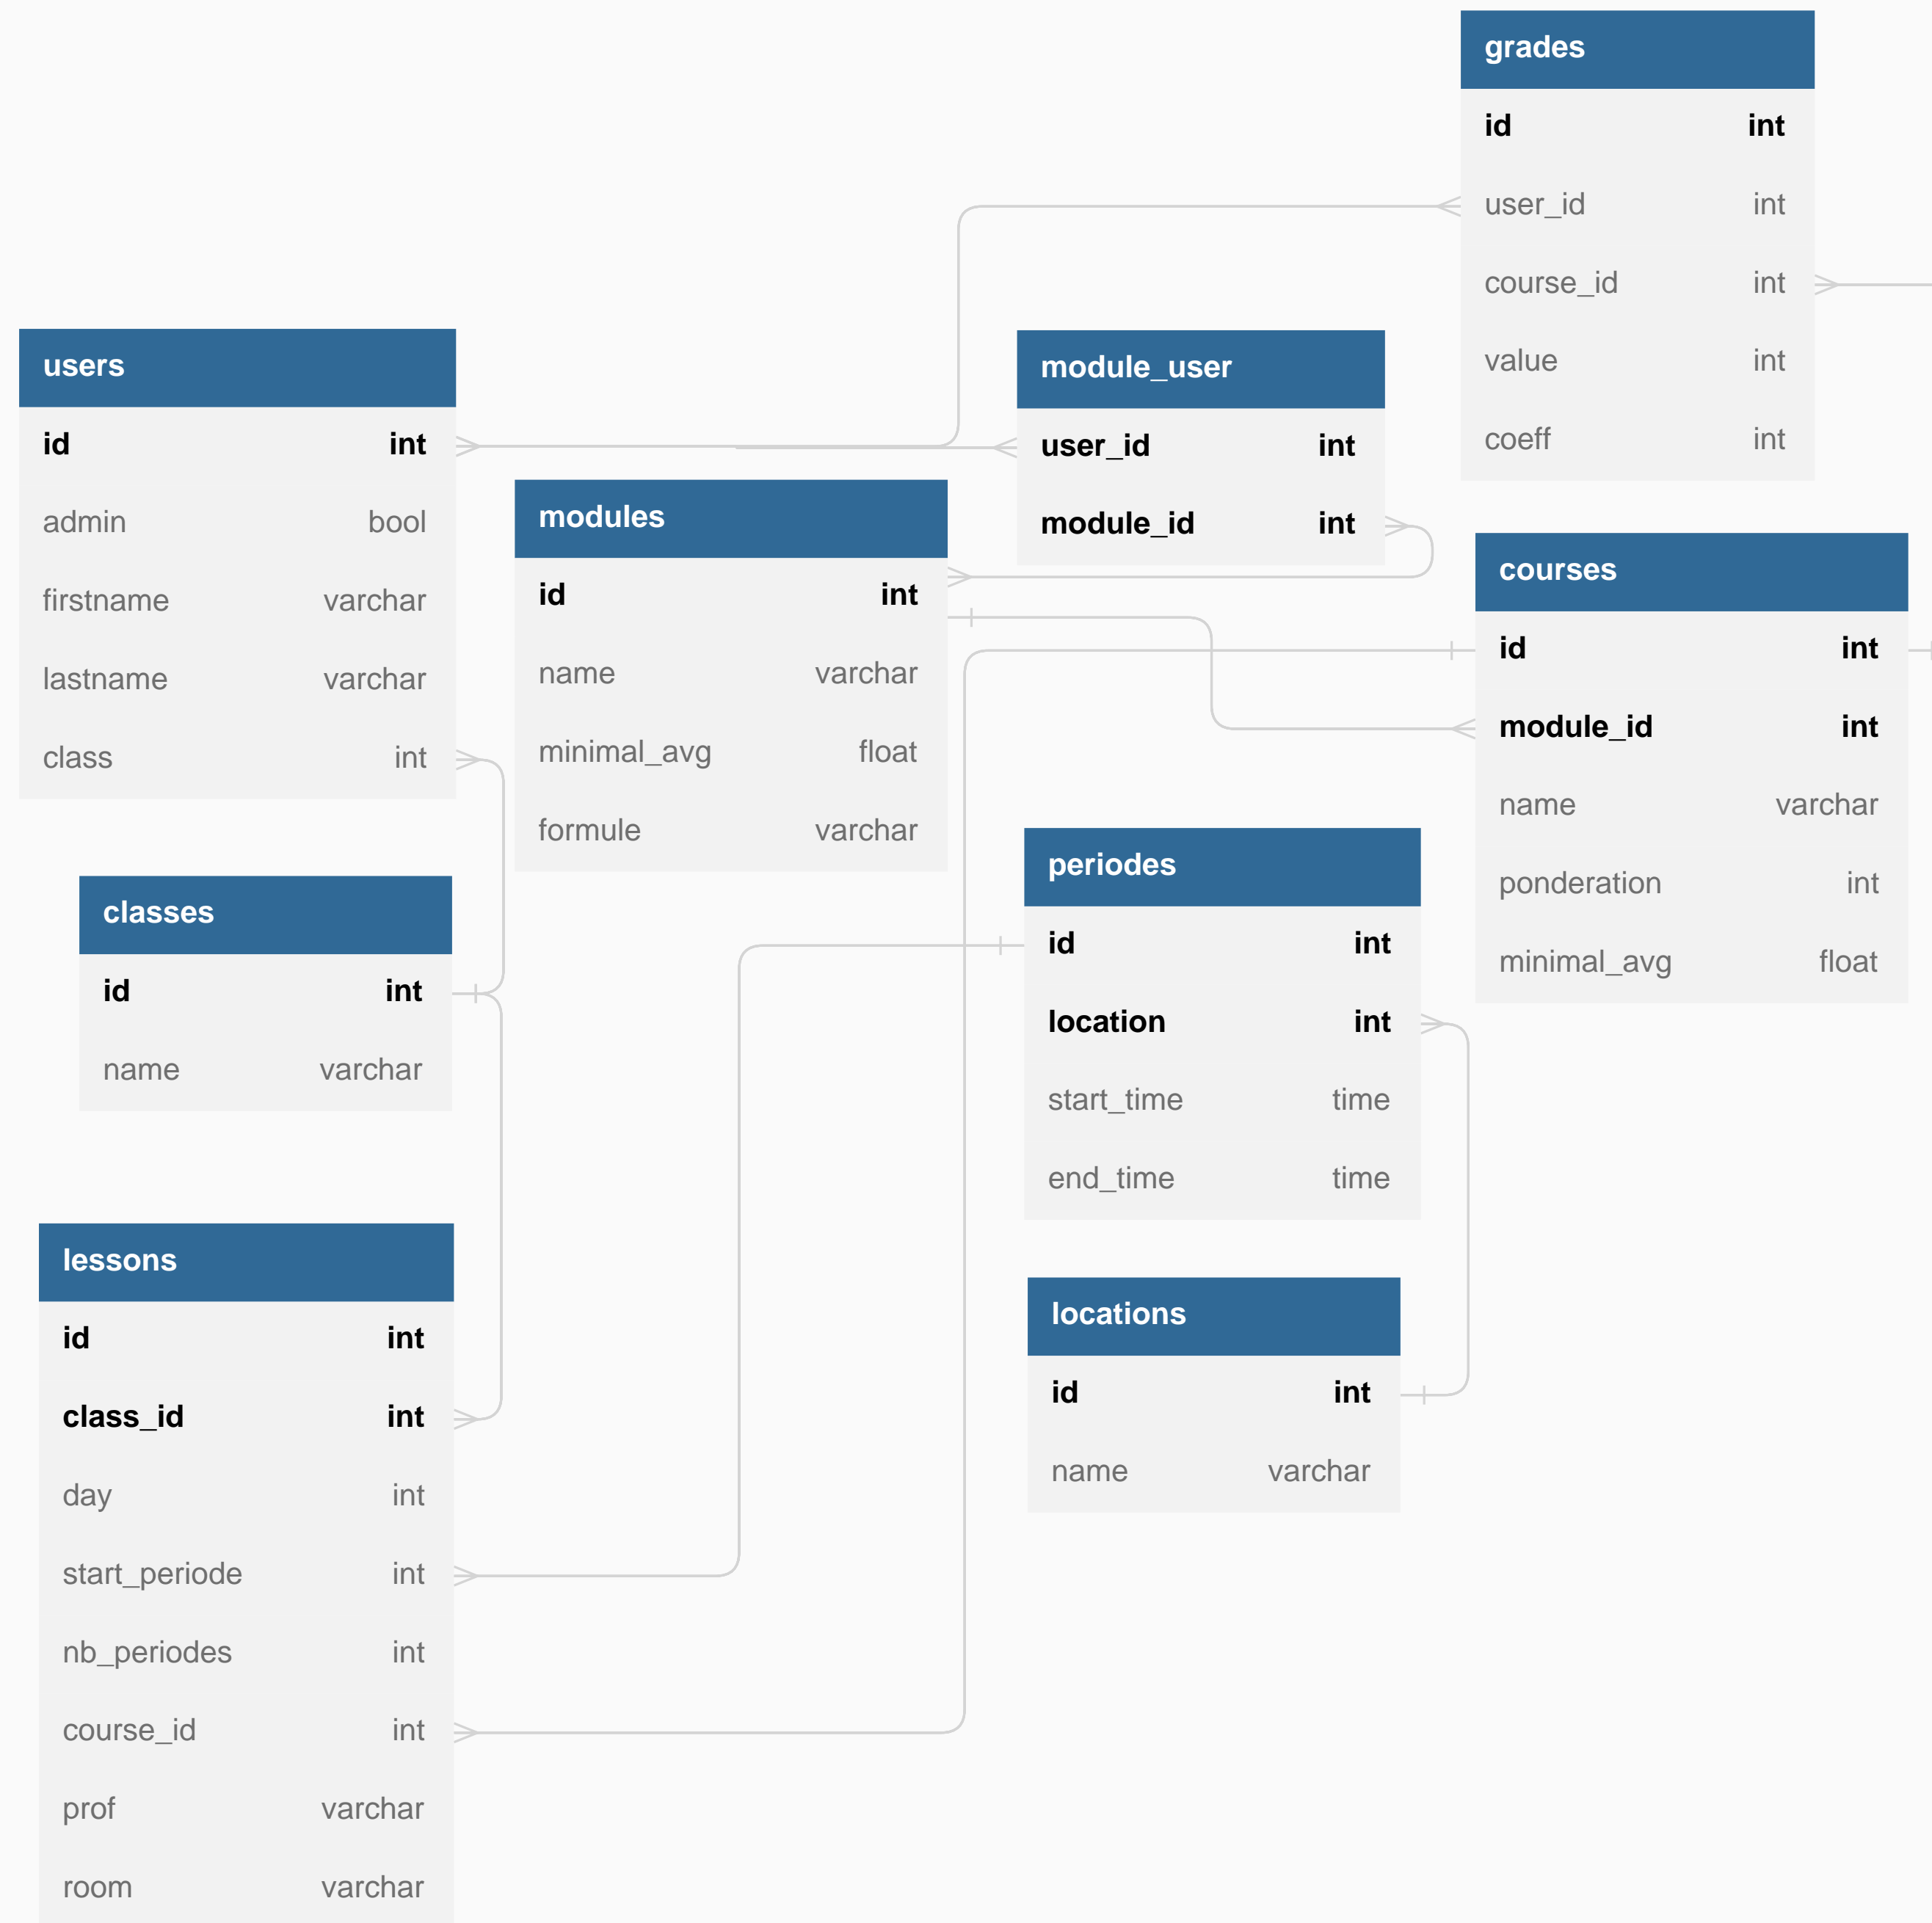 grades
id int
user_id int
course_id int
value int
coeff int
users
id int
admin bool
firstname varchar
lastname varchar
class int
module_user
user_id int
module_id int
modules
id int
name varchar
minimal_avg float
formule varchar
courses
id int
module_id int
name varchar
ponderation int
minimal_avg float
classes
id int
name varchar
periodes
id int
location int
start_time time
end_time time
lessons
id int
class_id int
day int
start_periode int
nb_periodes int
course_id int
prof varchar
room varchar
locations
id int
name varchar